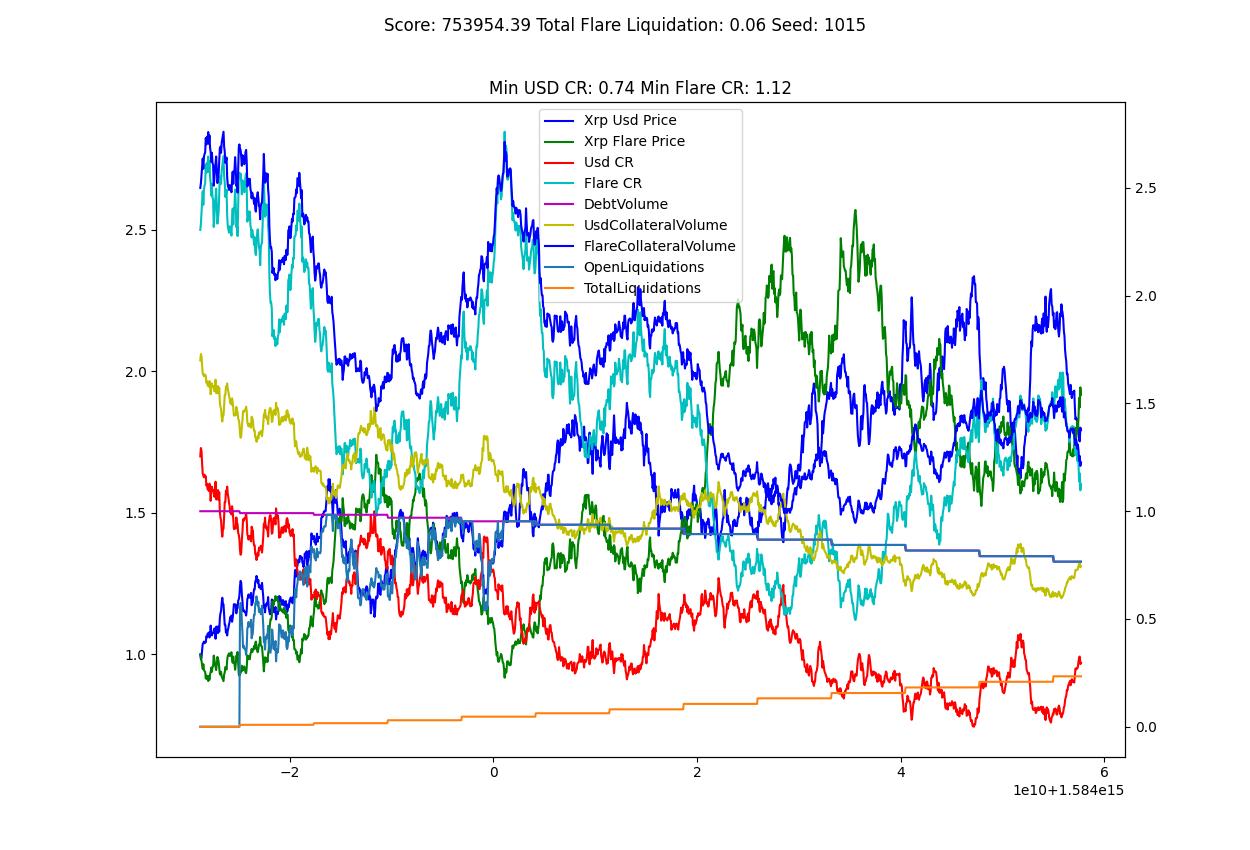 Score: 753954.39 Total Flare Liquidation: 0.06 Seed: 1015
Min USD CR: 0.74 Min Flare CR: 1.12
Xrp Usd Price
Xrp Flare Price
Usd CR
Flare CR
DebtVolume
UsdCollateralVolume
FlareCollateralVolume
OpenLiquidations
TotalLiquidations
2.5
2.0
1.5
1.0
2.5
2.0
1.5
1.0
0.5
0.0
−2
0
2
4
6
1e10+1.584e15